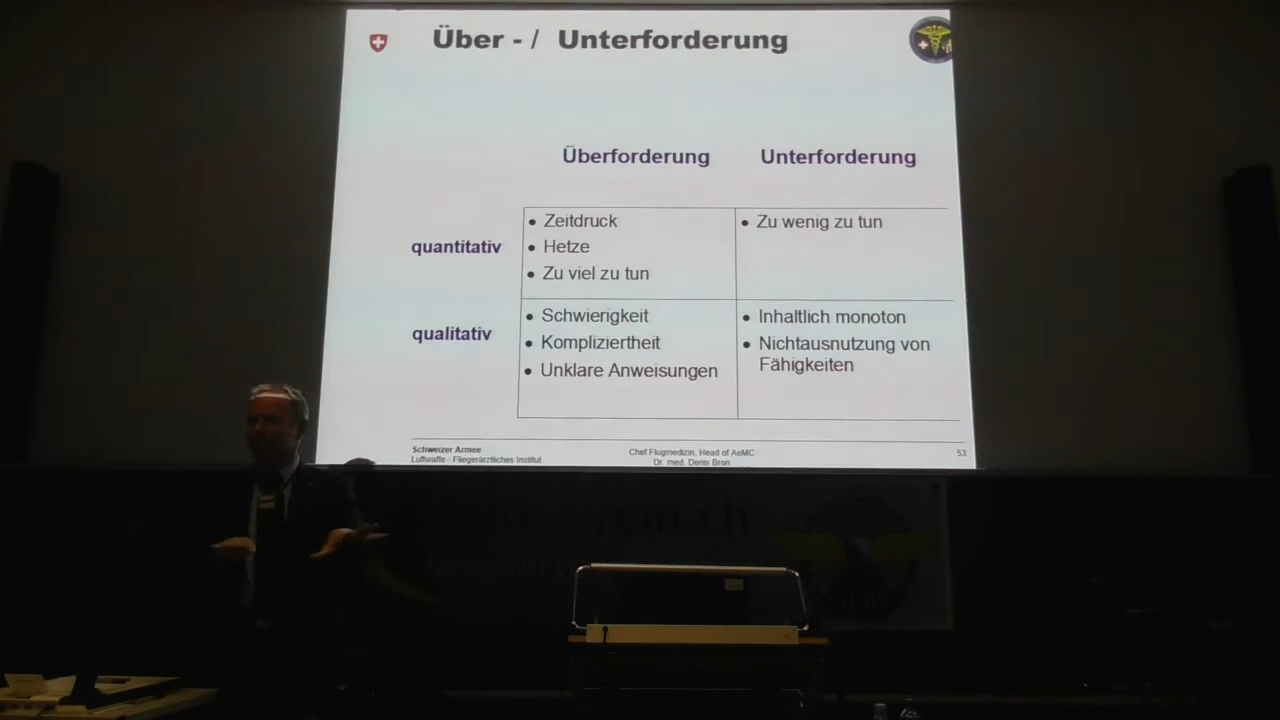 Über - / Unterforderung
Überforderung Unterforderung
quantitativ
• Zeitdruck
• Hetze
• Zu viel zu tun
• Zu wenig zu tun
qualitativ
• Schwierigkeit
• Kompliziertheit
• Unklare Anweisungen
• Inhaltlich monoton
• Nichtausnutzung von
Fähigkeiten
Schweizer Armee
Luftwaffe - Fliegerärztliches Institut
Chef Flugmedizin, Head of AeMC
Dr. med. Denis Bron
53